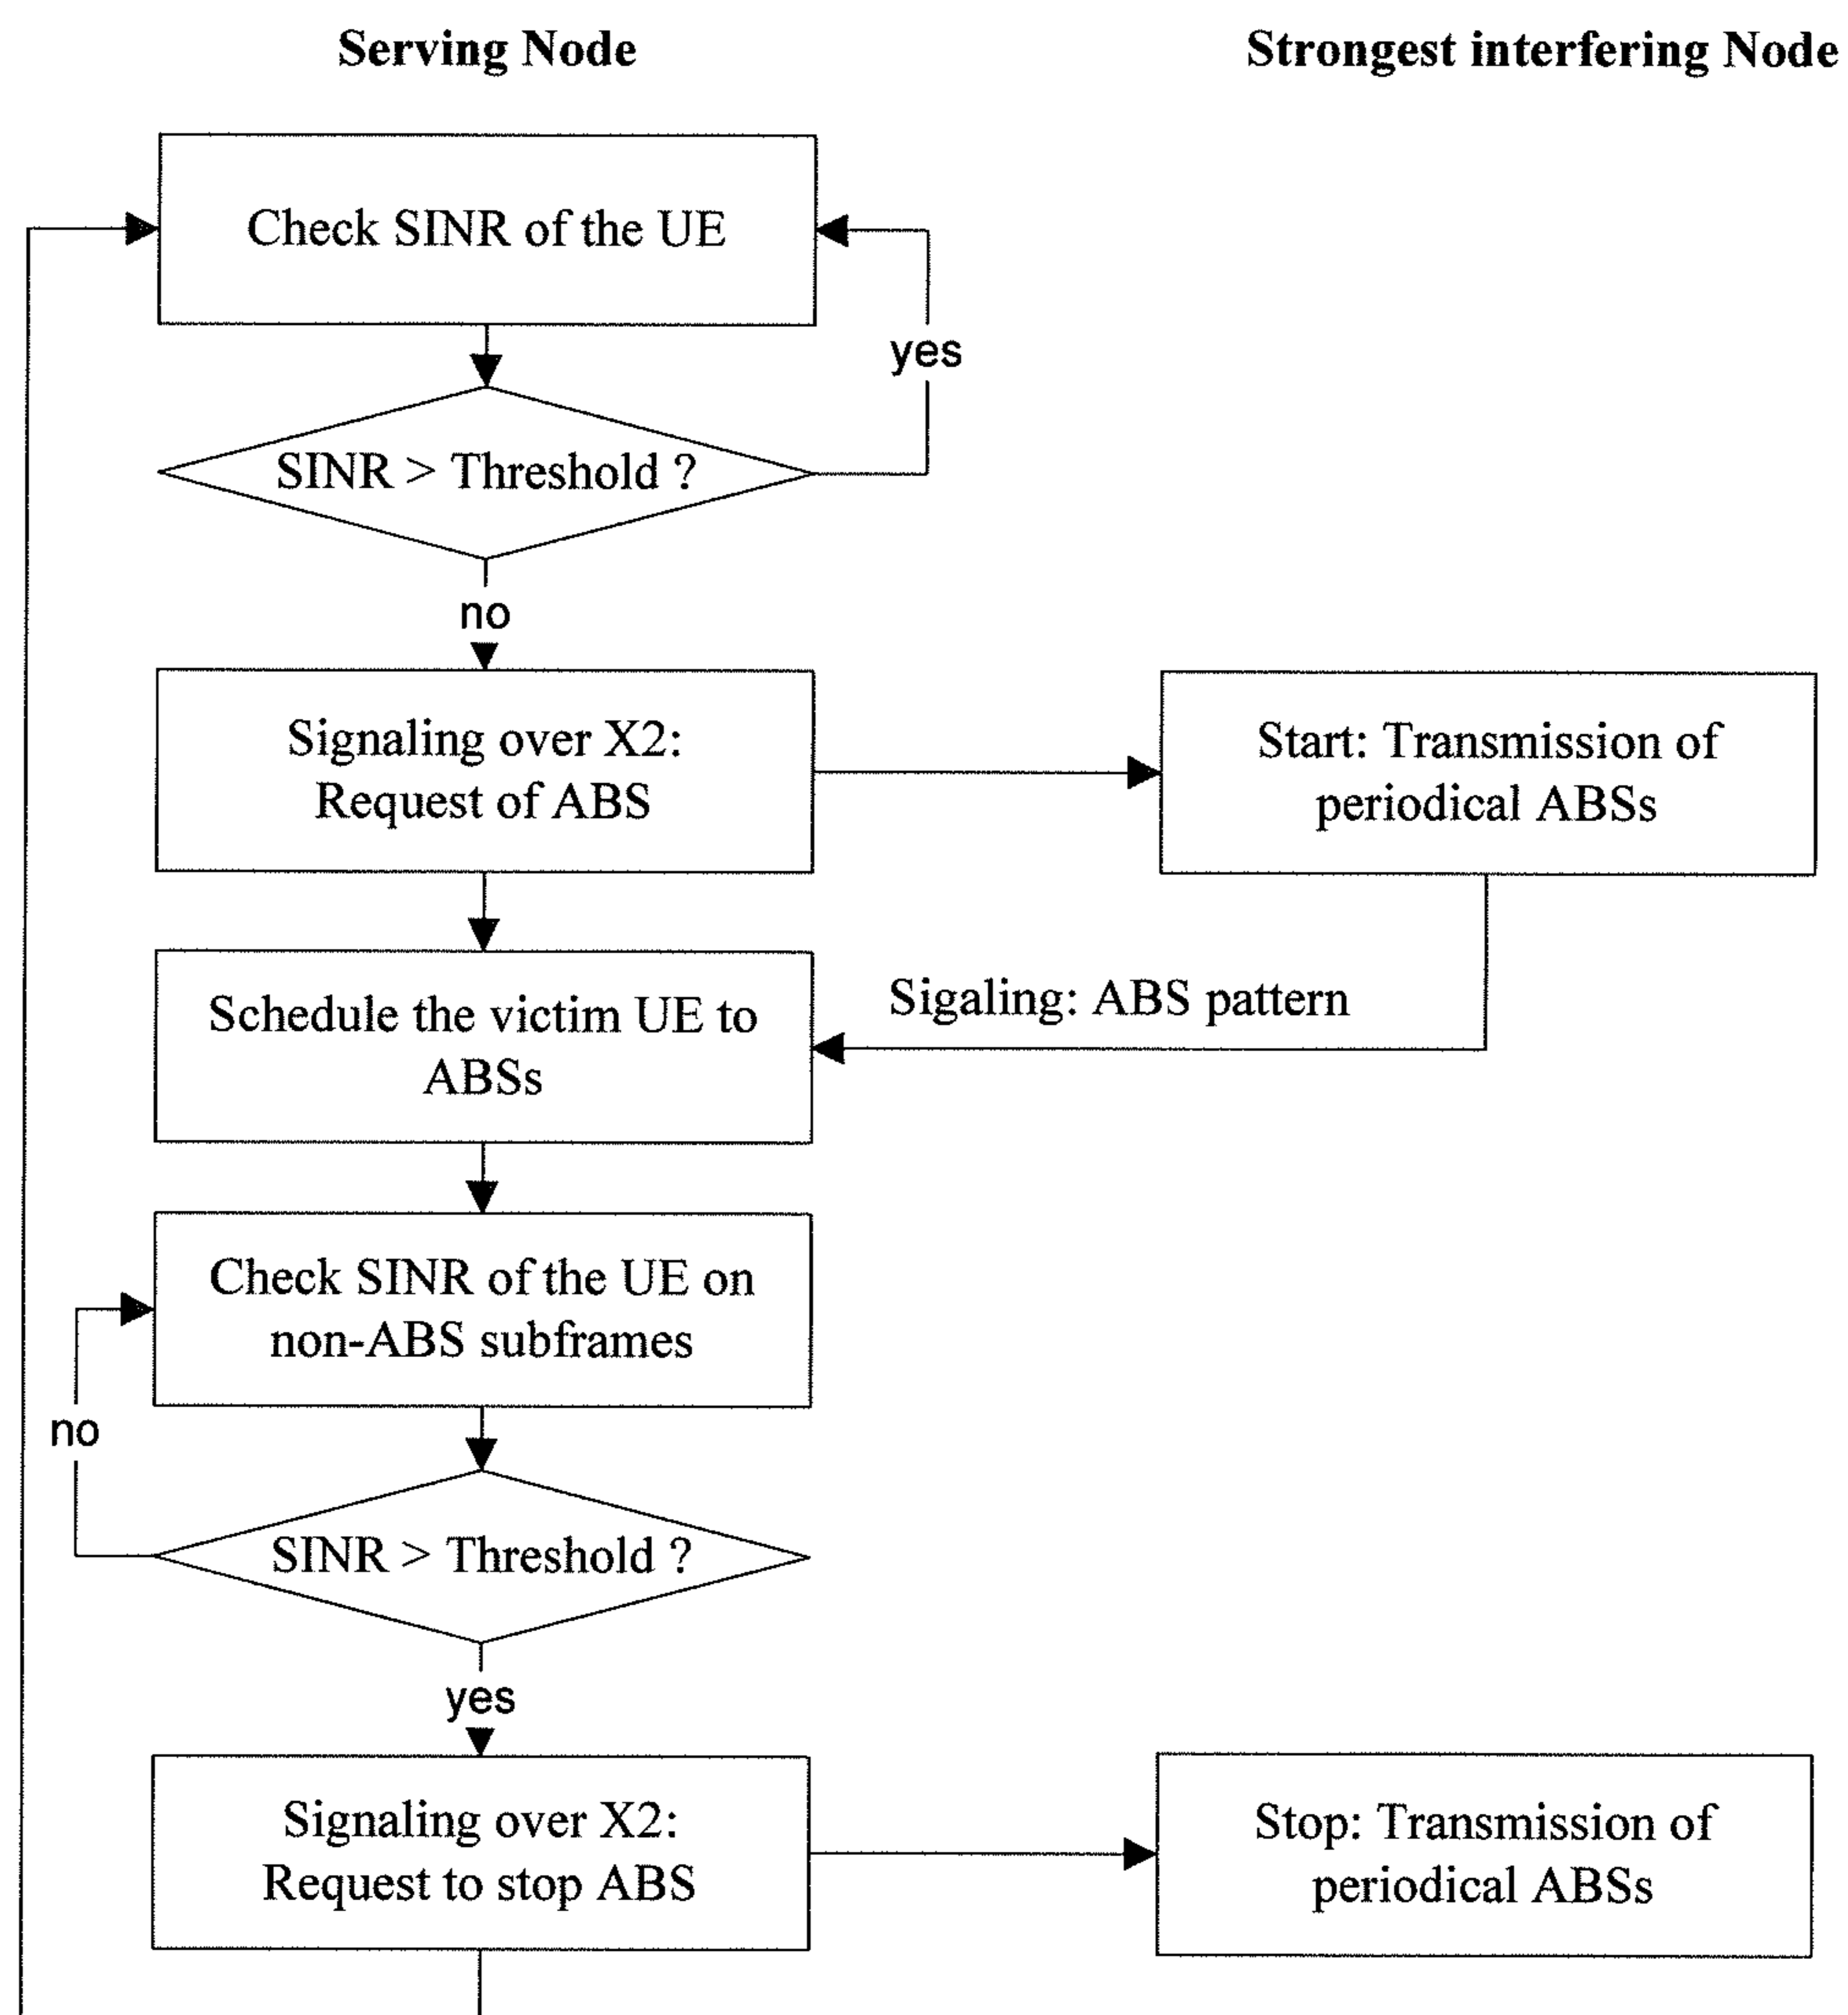 Serving Node
Strongest interfering Node
Check SINR of the UE
yes
SINR > Threshold ?
no
Signaling over X2:
Request of ABS
Start: Transmission of
periodical ABSs
Sigaling: ABS pattern
Schedule the victim UE to
ABSs
Check SINR of the UE on
non-ABS subframes
no
SINR > Threshold ?
yes
Signaling over X2:
Request to stop ABS
Stop: Transmission of
periodical ABSs